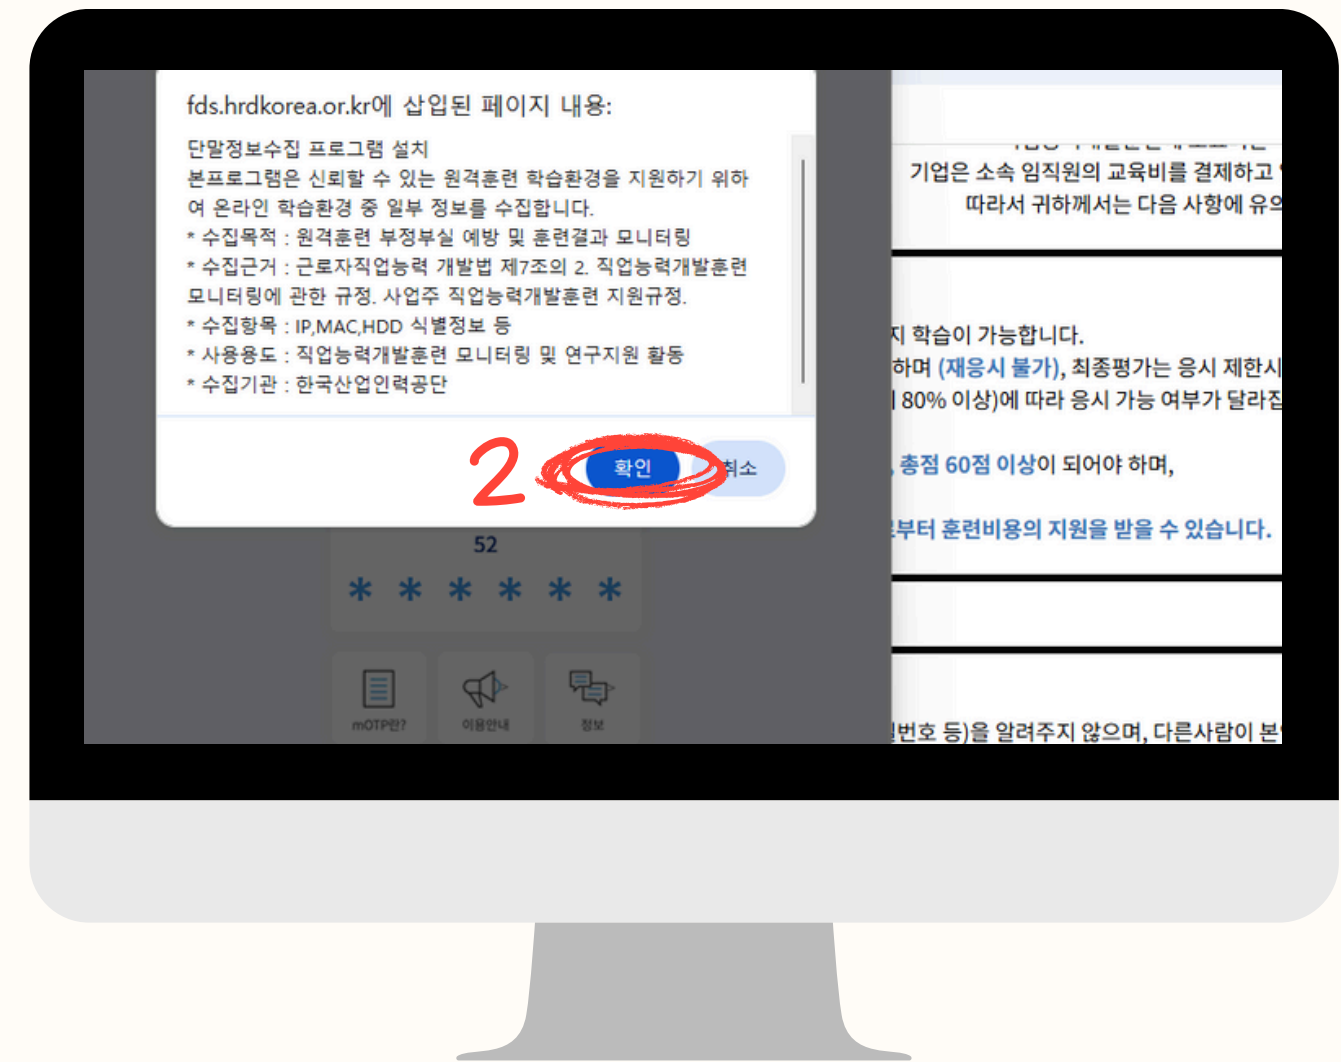 fds.hrdkorea.or.kr에 삽입된 페이지 내용:
단말정보수집 프로그램 설치
본프로그램은 신뢰할 수 있는 원격훈련 학습환경을 지원하기 위하
여 온라인 학습환경 중 일부 정보를 수집합니다.
* 수집목적 : 원격훈련 부정부실 예방 및 훈련결과 모니터링
* 수집근거 : 근로자직업능력 개발법 제7조의 2. 직업능력개발훈련
모니터링에 관한 규정. 사업주 직업능력개발훈련 지원규정.
* 수집항목 : IP,MAC,HDD 식별정보 등
* 사용용도 : 직업능력개발훈련 모니터링 및 연구지원 활동
* 수집기관 : 한국산업인력공단
2
확인
취소
52
* * * * * *
mOTP란?
이용안내
정보
기업은 소속 임직원의 교육비를 결제하고
따라서 귀하께서는 다음 사항에 유의
지 학습이 가능합니다.
하며 (재응시 불가), 최종평가는 응시 제한시
80% 이상)에 따라 응시 가능 여부가 달라집
, 총점 60점 이상이 되어야 하며,
부터 훈련비용의 지원을 받을 수 있습니다.
번호 등)을 알려주지 않으며, 다른사람이 본